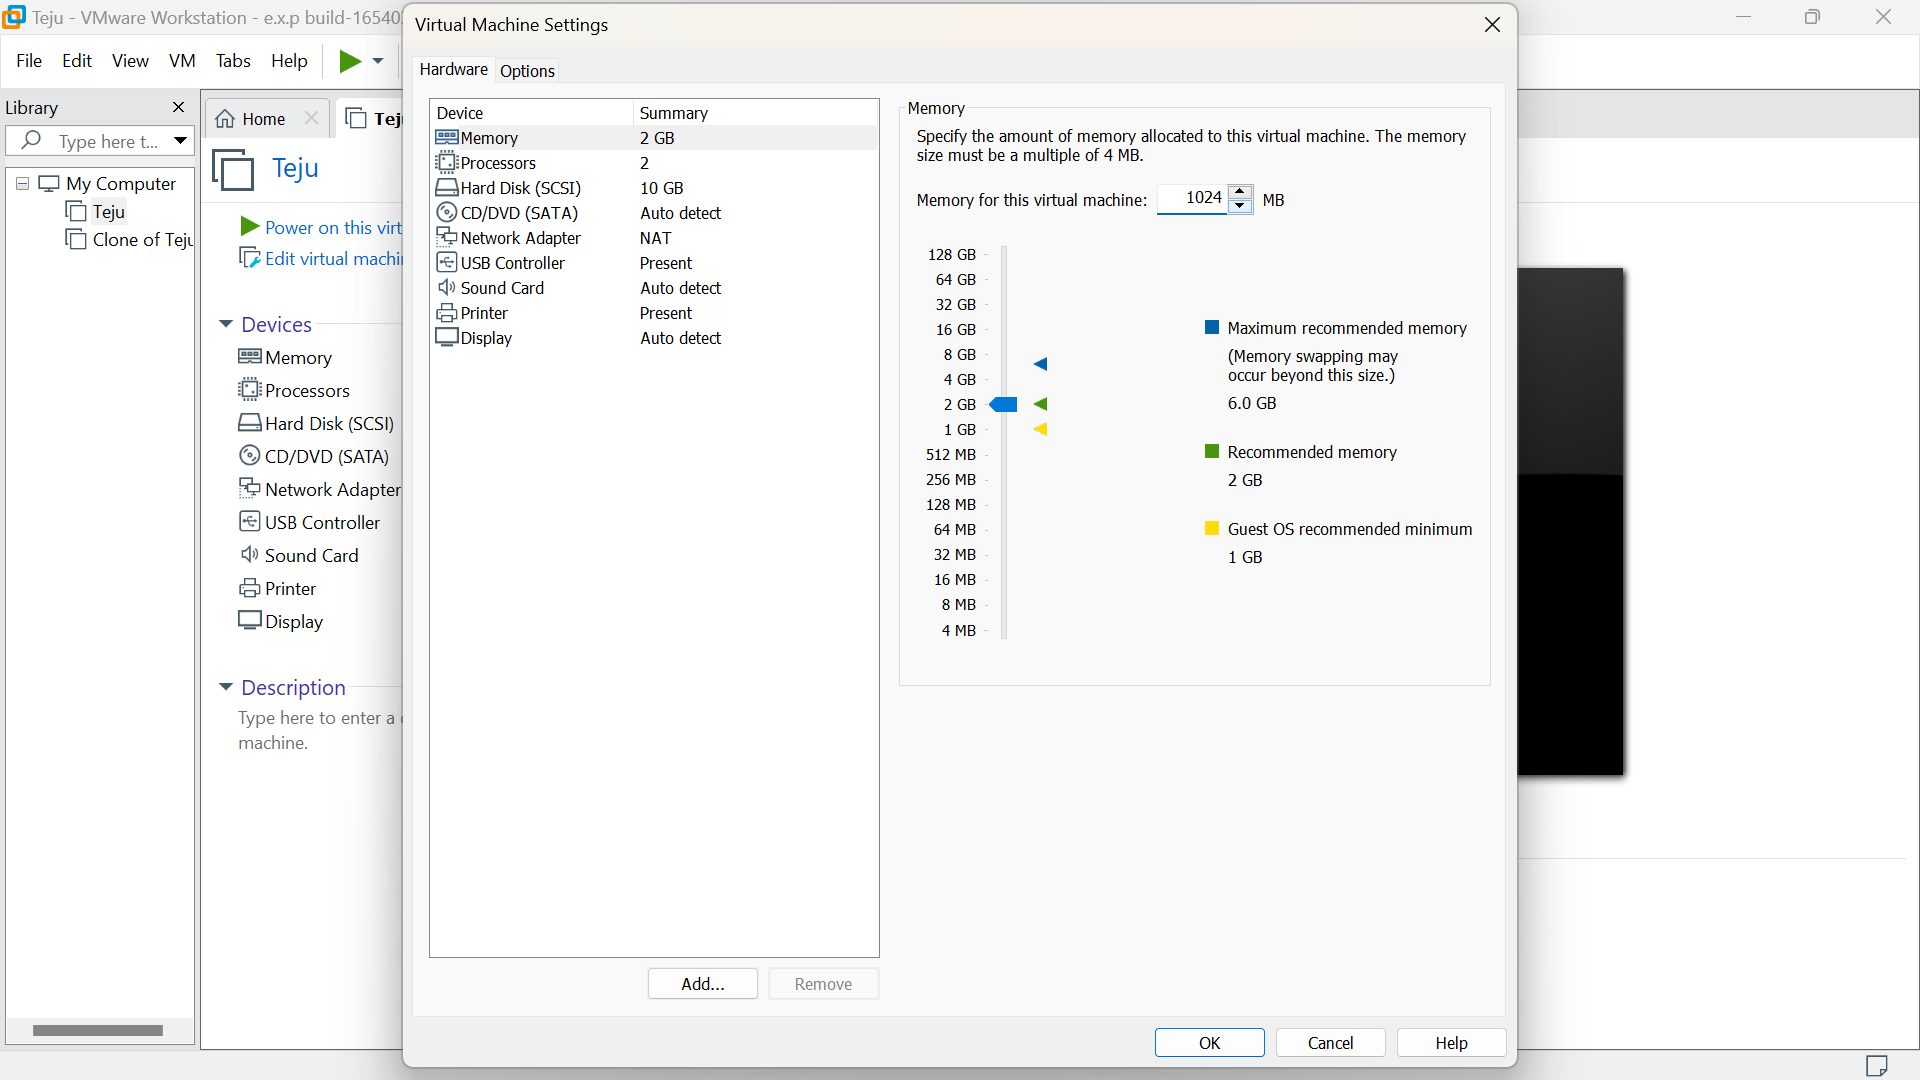 Teju - VMware Workstation - e.x.p build-16540
File Edit View VM Tabs Help
Library
Type here t...
My Computer
Teju
Clone of Teju
Home
Teju
Power on this virt
Edit virtual machi
Devices
Memory
Processors
Hard Disk (SCSI)
CD/DVD (SATA)
Network Adapter
USB Controller
Sound Card
Printer
Display
Description
Type here to enter a
machine.
Virtual Machine Settings
Hardware Options
Device Summary
Memory 2 GB
Processors 2
Hard Disk (SCSI) 10 GB
CD/DVD (SATA) Auto detect
Network Adapter NAT
USB Controller Present
Sound Card Auto detect
Printer Present
Display Auto detect
Add... Remove
Memory
Specify the amount of memory allocated to this virtual machine. The memory
size must be a multiple of 4 MB.
Memory for this virtual machine: 1024 MB
128 GB
64 GB
32 GB
16 GB
8 GB
4 GB
2 GB
1 GB
512 MB
256 MB
128 MB
64 MB
32 MB
16 MB
8 MB
4 MB
Maximum recommended memory
(Memory swapping may
occur beyond this size.)
6.0 GB
Recommended memory
2 GB
Guest OS recommended minimum
1 GB
OK Cancel Help